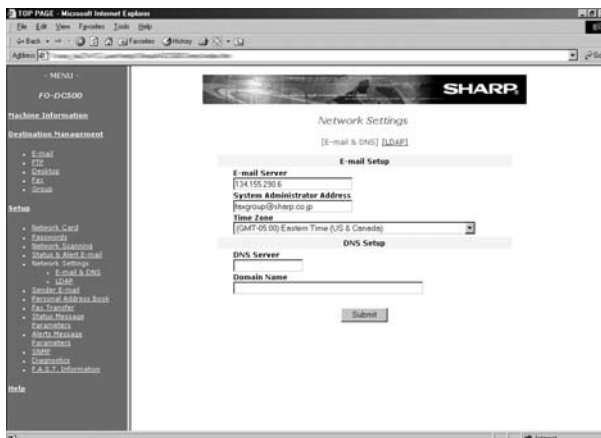 TOP PAGE - Microsoft Internet Explorer
File Edit View Favorites Tools Help
Back Favorites History
Address Go
- MENU -
FO-DC500
Machine Information
Destination Management
E-mail
FTP
Desktop
Fax
Group
Setup
Network Card
Passwords
Network Scanning
Status & Alert E-mail
Network Settings
E-mail & DNS
LDAP
Sender E-mail
Personal Address Book
Fax Transfer
Status Message
Parameters
Alerts Message
Parameters
SNMP
Diagnostics
F.A.S.T. Information
Help
SHARP
Network Settings
[E-mail & DNS] [LDAP]
E-mail Setup
E-mail Server
134.155.290.6
System Administrator Address
faxgroup@sharp.co.jp
Time Zone
(GMT-05:00) Eastern Time (US & Canada)
DNS Setup
DNS Server
Domain Name
Submit
Internet